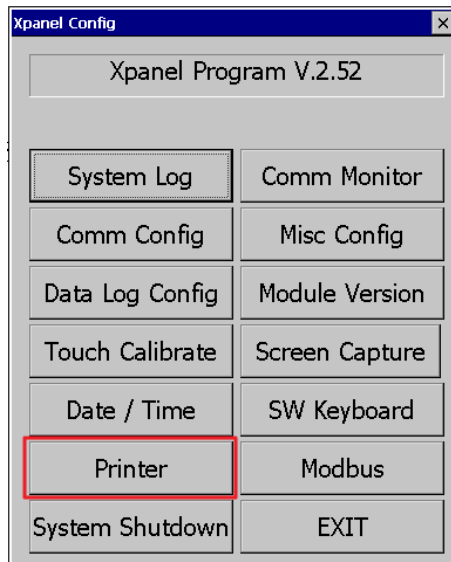 Xpanel Config
Xpanel Program V.2.52
System Log
Comm Monitor
Comm Config
Misc Config
Data Log Config
Module Version
Touch Calibrate
Screen Capture
Date / Time
SW Keyboard
Printer
Modbus
System Shutdown
EXIT